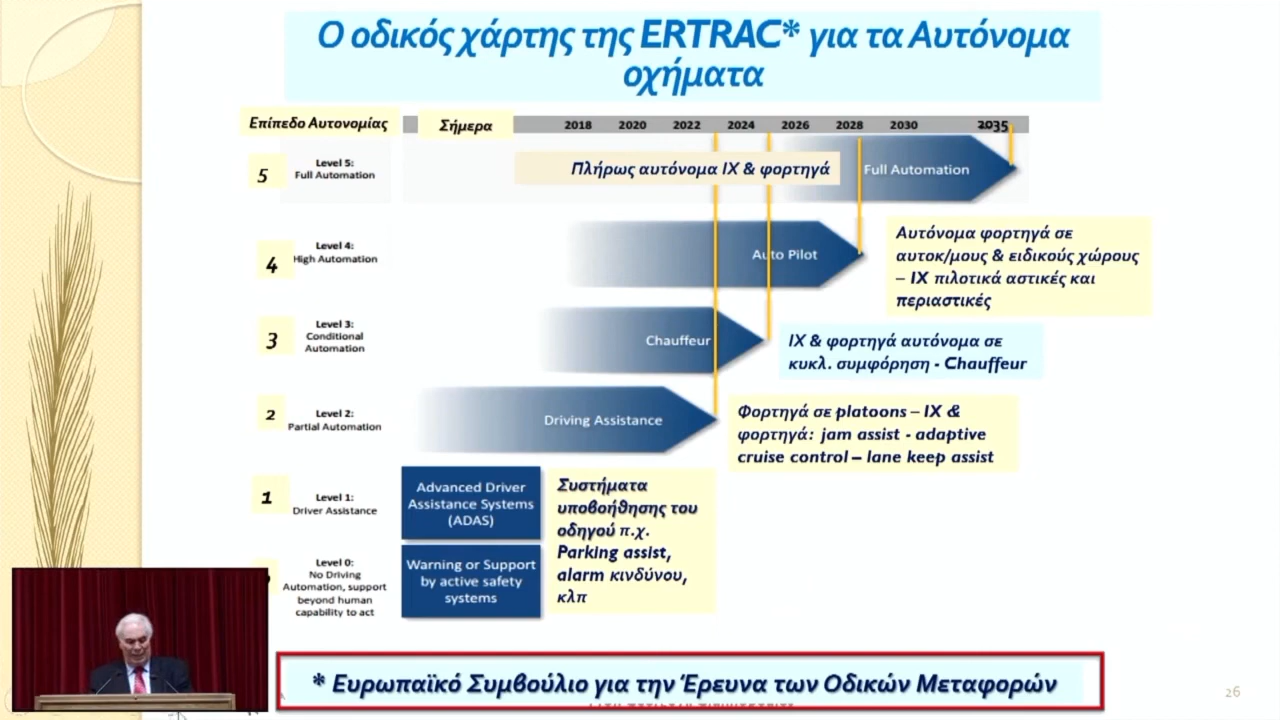 Ο οδικός χάρτης της ERTRAC* για τα Αυτόνομα
οχήματα
Επίπεδο Αυτονομίας
Σήμερα
2018 2020 2022 2024 2026 2028 2030 2035
5
Level 5:
Full Automation
Πλήρως αυτόνομα ΙΧ & φορτηγά
Full Automation
4
Level 4:
High Automation
Auto Pilot
Αυτόνομα φορτηγά σε
αυτοκ/μους & ειδικούς χώρους
– ΙΧ πιλοτικά αστικές και
περιαστικές
3
Level 3:
Conditional
Automation
Chauffeur
ΙΧ & φορτηγά αυτόνομα σε
κυκλ. συμφόρηση - Chauffeur
2
Level 2:
Partial Automation
Driving Assistance
Φορτηγά σε platoons – ΙΧ &
φορτηγά: jam assist - adaptive
cruise control – lane keep assist
1
Level 1:
Driver Assistance
Advanced Driver
Assistance Systems
(ADAS)
Συστήματα
υποβοήθησης του
οδηγού π.χ.
Parking assist,
alarm κινδύνου,
κλπ
Level 0:
No Driving
Automation, support
beyond human
capability to act
Warning or Support
by active safety
systems
* Ευρωπαϊκό Συμβούλιο για την Έρευνα των Οδικών Μεταφορών
26